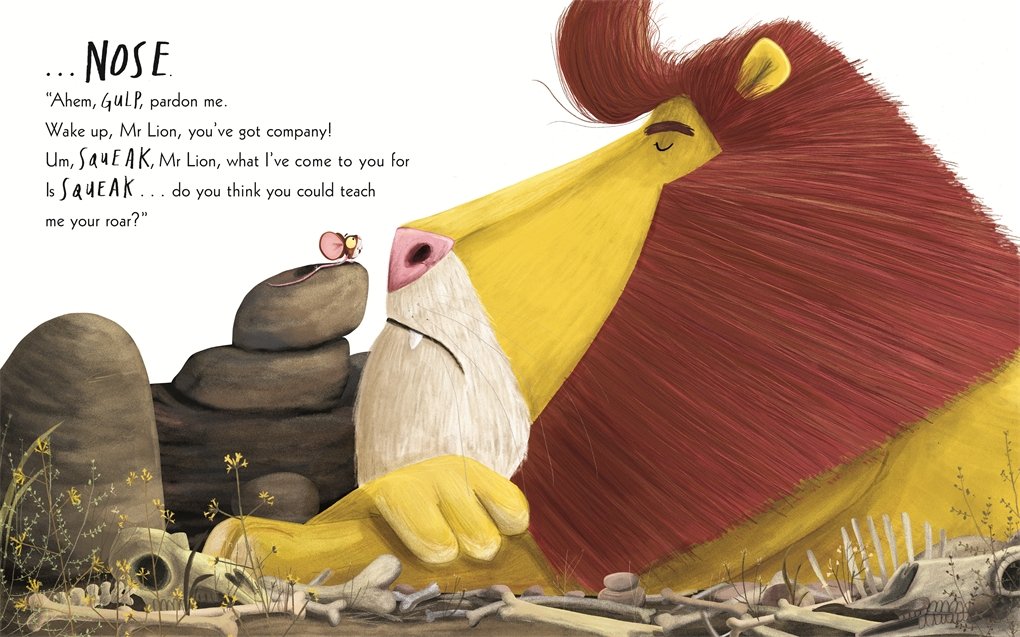 ... NOSE.
“Ahem, GULP, pardon me.
Wake up, Mr Lion, you’ve got company!
Um, SQUEAK, Mr Lion, what I’ve come to you for
Is SQUEAK . . . do you think you could teach
me your roar?”